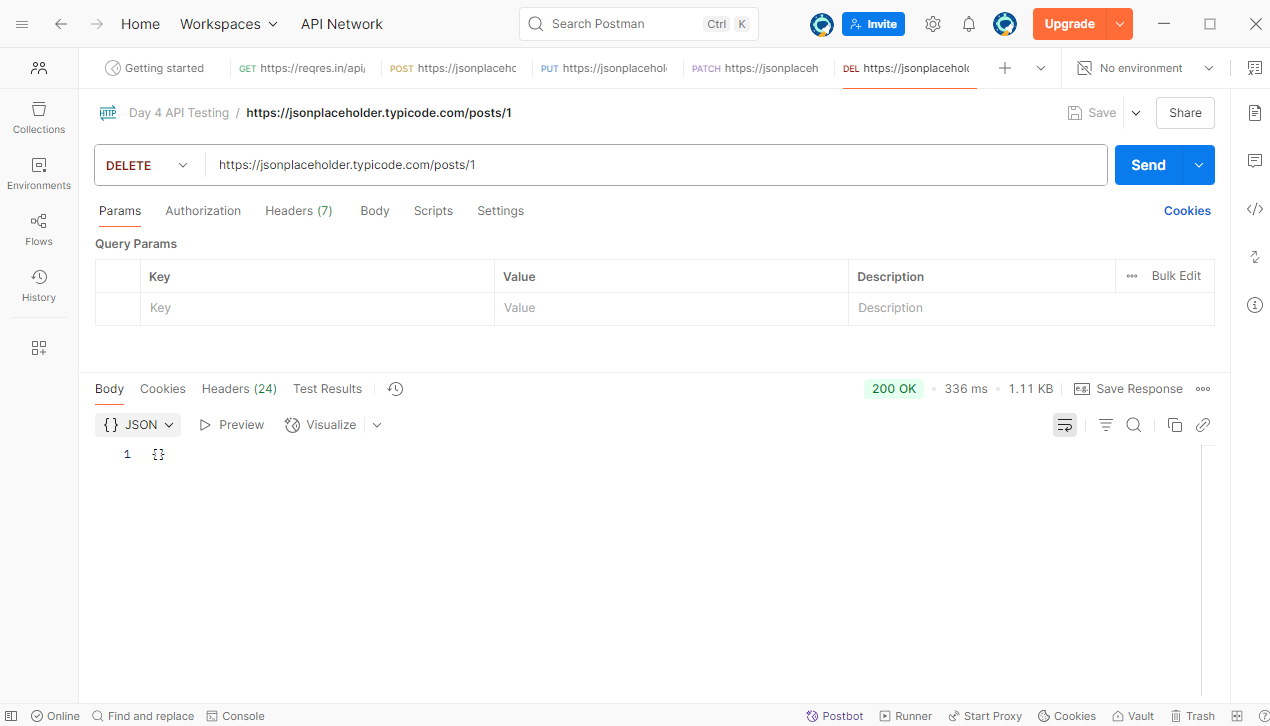 Home Workspaces API Network Search Postman Ctrl K Invite Upgrade
Getting started GET https://reqres.in/api/ POST https://jsonplaceho PUT https://jsonplacehol PATCH https://jsonplaceh DEL https://jsonplacehold No environment
HTTP Day 4 API Testing / https://jsonplaceholder.typicode.com/posts/1 Save Share
Collections
DELETE https://jsonplaceholder.typicode.com/posts/1 Send
Environments
Params Authorization Headers (7) Body Scripts Settings Cookies
Flows
Query Params
Key Value Description Bulk Edit
History
Key Value Description
Body Cookies Headers (24) Test Results 200 OK 336 ms 1.11 KB e.g. Save Response
{} JSON Preview Visualize
1 {}
Online Find and replace Console Postbot Runner Start Proxy Cookies Vault Trash